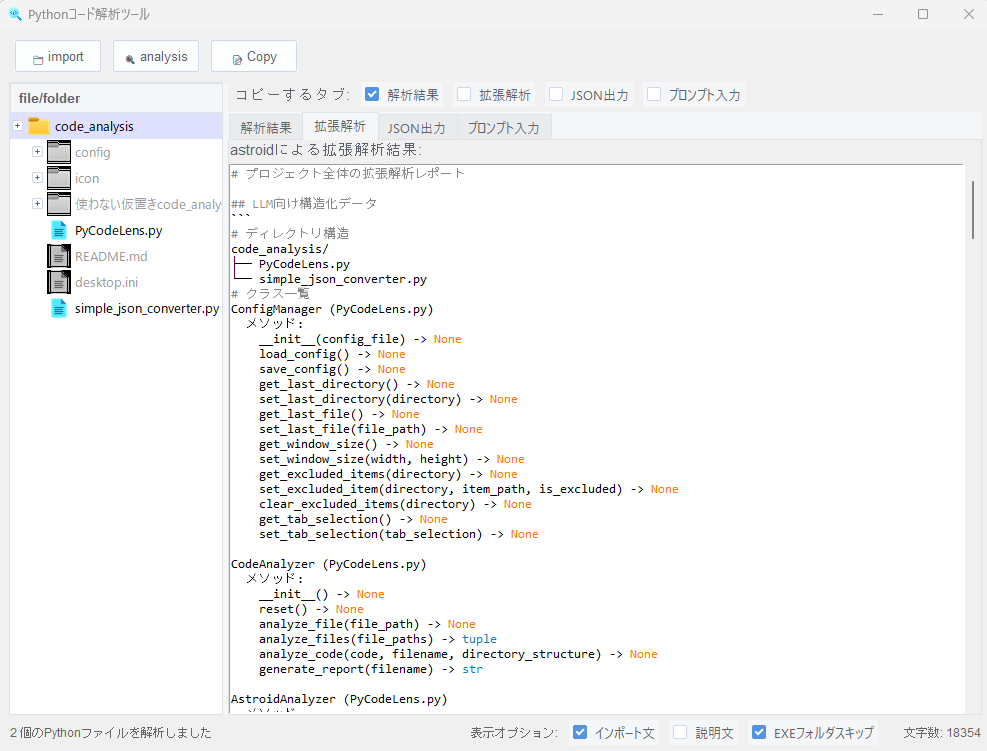 Pythonコード解析ツール
import
analysis
Copy
file/folder
code_analysis
config
icon
使わない仮置きcode_analy
PyCodeLens.py
README.md
desktop.ini
simple_json_converter.py
コピーするタブ: 解析結果 拡張解析 JSON出力 プロンプト入力
解析結果 拡張解析 JSON出力 プロンプト入力
astroidによる拡張解析結果:
# プロジェクト全体の拡張解析レポート
## LLM向け構造化データ
```
# ディレクトリ構造
code_analysis/
├── PyCodeLens.py
└── simple_json_converter.py
# クラス一覧
ConfigManager (PyCodeLens.py)
メソッド:
__init__(config_file) -> None
load_config() -> None
save_config() -> None
get_last_directory() -> None
set_last_directory(directory) -> None
get_last_file() -> None
set_last_file(file_path) -> None
get_window_size() -> None
set_window_size(width, height) -> None
get_excluded_items(directory) -> None
set_excluded_item(directory, item_path, is_excluded) -> None
clear_excluded_items(directory) -> None
get_tab_selection() -> None
set_tab_selection(tab_selection) -> None
CodeAnalyzer (PyCodeLens.py)
メソッド:
__init__() -> None
reset() -> None
analyze_file(file_path) -> None
analyze_files(file_paths) -> tuple
analyze_code(code, filename, directory_structure) -> None
generate_report(filename) -> str
AstroidAnalyzer (PyCodeLens.py)
2個のPythonファイルを解析しました
表示オプション: インポート文 説明文 EXEフォルダスキップ 文字数: 18354